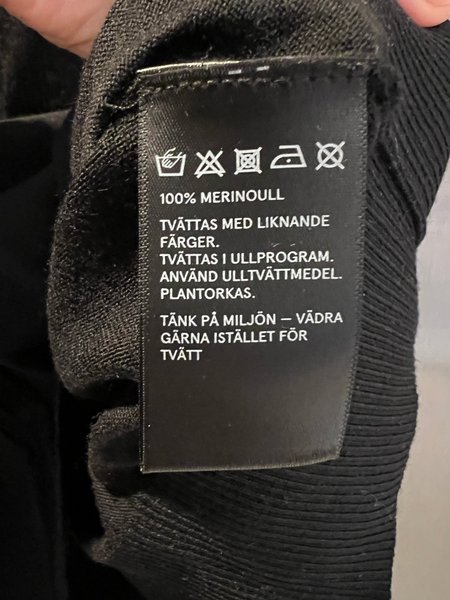 100% MERINOULL
TVÄTTAS MED LIKNANDE
FÄRGER.
TVÄTTAS I ULLPROGRAM.
ANVÄND ULLTVÄTTMEDEL.
PLANTORKAS.
TÄNK PÅ MILJÖN – VÄDRA
GÄRNA ISTÄLLET FÖR
TVÄTT